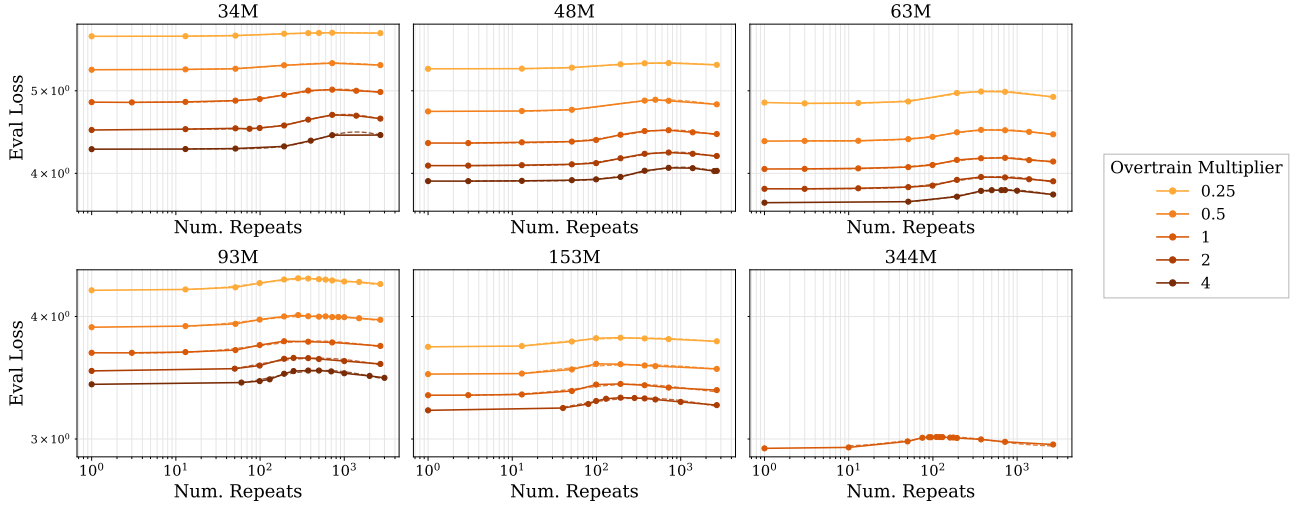 34M
48M
63M
Eval Loss
5 × 10⁰
4 × 10⁰
Num. Repeats
Num. Repeats
Num. Repeats
Overtrain Multiplier
0.25
0.5
1
2
4
93M
153M
344M
Eval Loss
4 × 10⁰
3 × 10⁰
10⁰ 10¹ 10² 10³
10⁰ 10¹ 10² 10³
10⁰ 10¹ 10² 10³
Num. Repeats
Num. Repeats
Num. Repeats